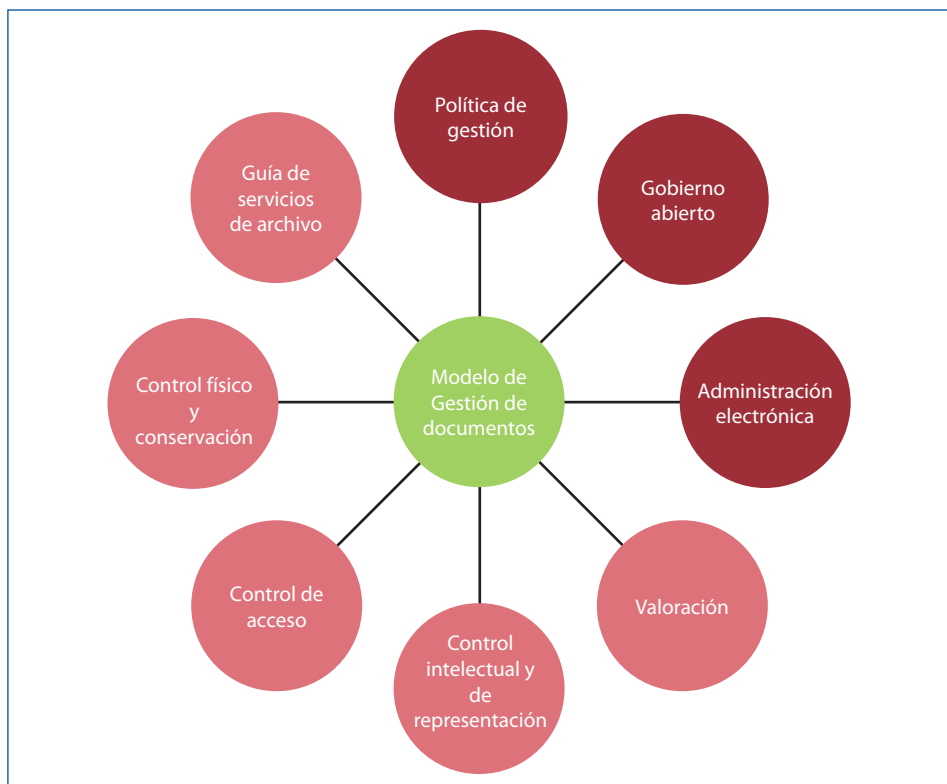 Política de
gestión
Gobierno
abierto
Administración
electrónica
Valoración
Control
intelectual y
de
representación
Control de
acceso
Control físico
y
conservación
Guía de
servicios
de archivo
Modelo de
Gestión de
documentos